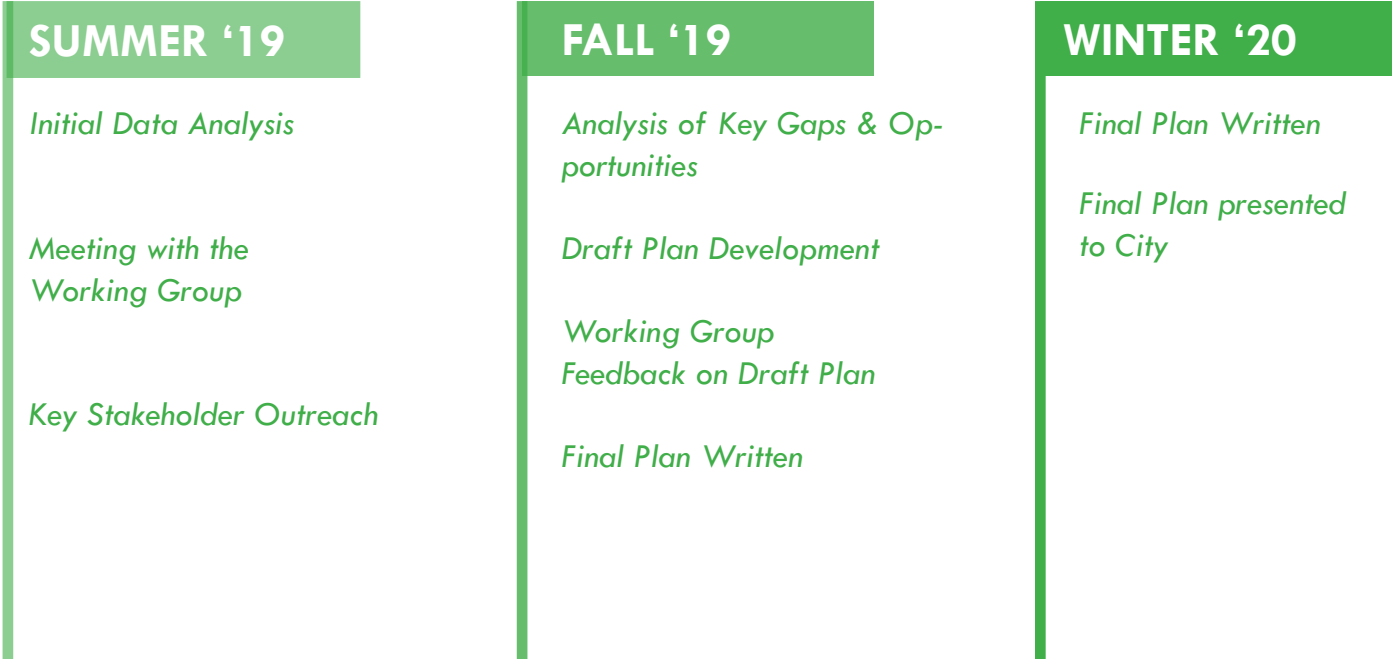 SUMMER ‘19
Initial Data Analysis
Meeting with the
Working Group
Key Stakeholder Outreach
FALL ‘19
Analysis of Key Gaps & Op-
portunities
Draft Plan Development
Working Group
Feedback on Draft Plan
Final Plan Written
WINTER ‘20
Final Plan Written
Final Plan presented
to City